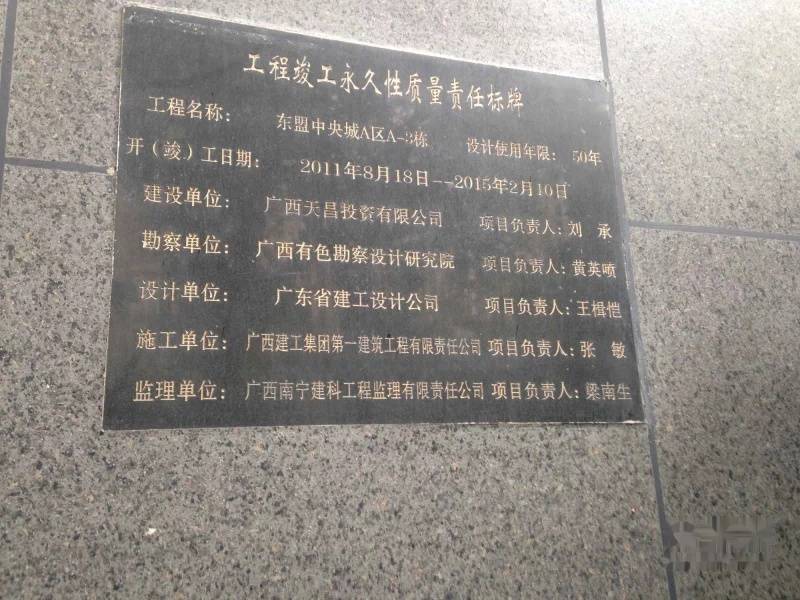 工程竣工永久性质量责任标牌
工程名称： 东盟中央城A区A-3栋 设计使用年限： 50年
开（竣）工日期： 2011年8月18日--2015年2月10日
建设单位： 广西天昌投资有限公司 项目负责人：刘 承
勘察单位： 广西有色勘察设计研究院 项目负责人：黄英喷
设计单位： 广东省建工设计公司 项目负责人：王楫恺
施工单位： 广西建工集团第一建筑工程有限责任公司 项目负责人：张 敏
监理单位： 广西南宁建科工程监理有限责任公司 项目负责人：梁南生